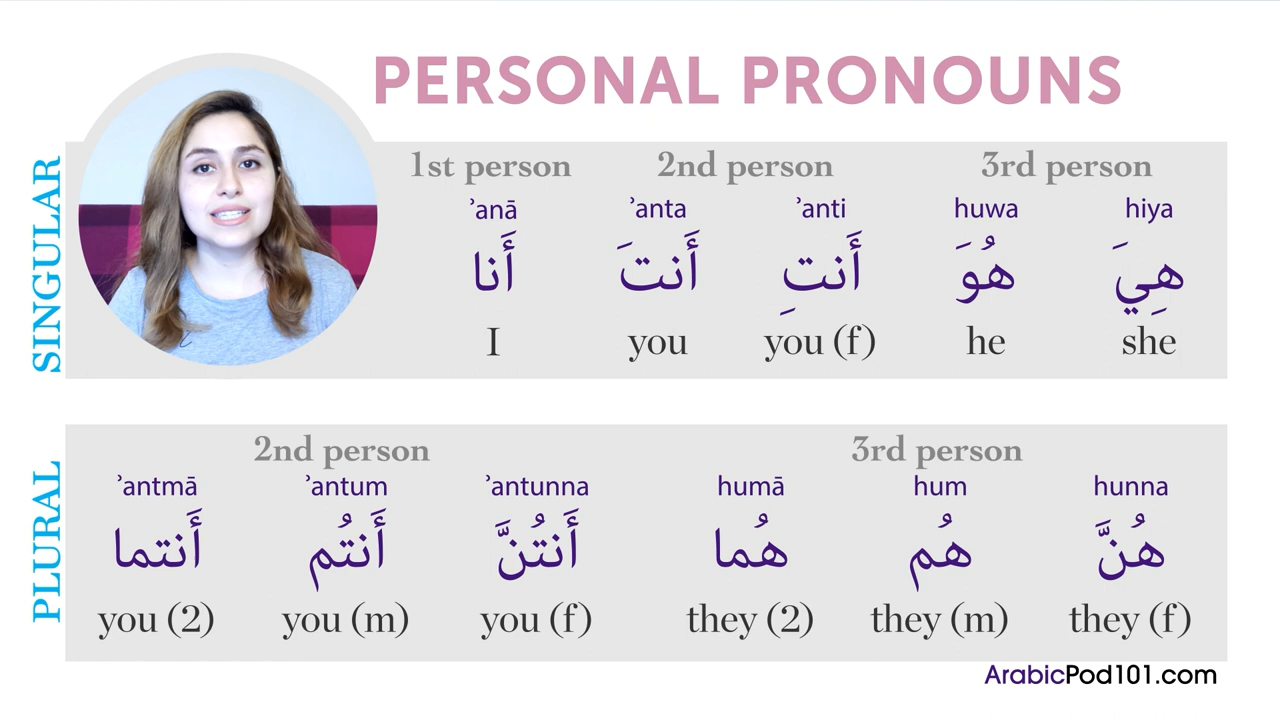 PERSONAL PRONOUNS
SINGULAR
1st person 2nd person 3rd person
ʾanā ʾanta ʾanti huwa hiya
أَنا أَنتَ أَنتِ هُوَ هِيَ
I you you (f) he she
PLURAL
2nd person 3rd person
ʾantmā ʾantum ʾantunna humā hum hunna
أَنتما أَنتُم أَنتُنَّ هُما هُم هُنَّ
you (2) you (m) you (f) they (2) they (m) they (f)
ArabicPod101.com